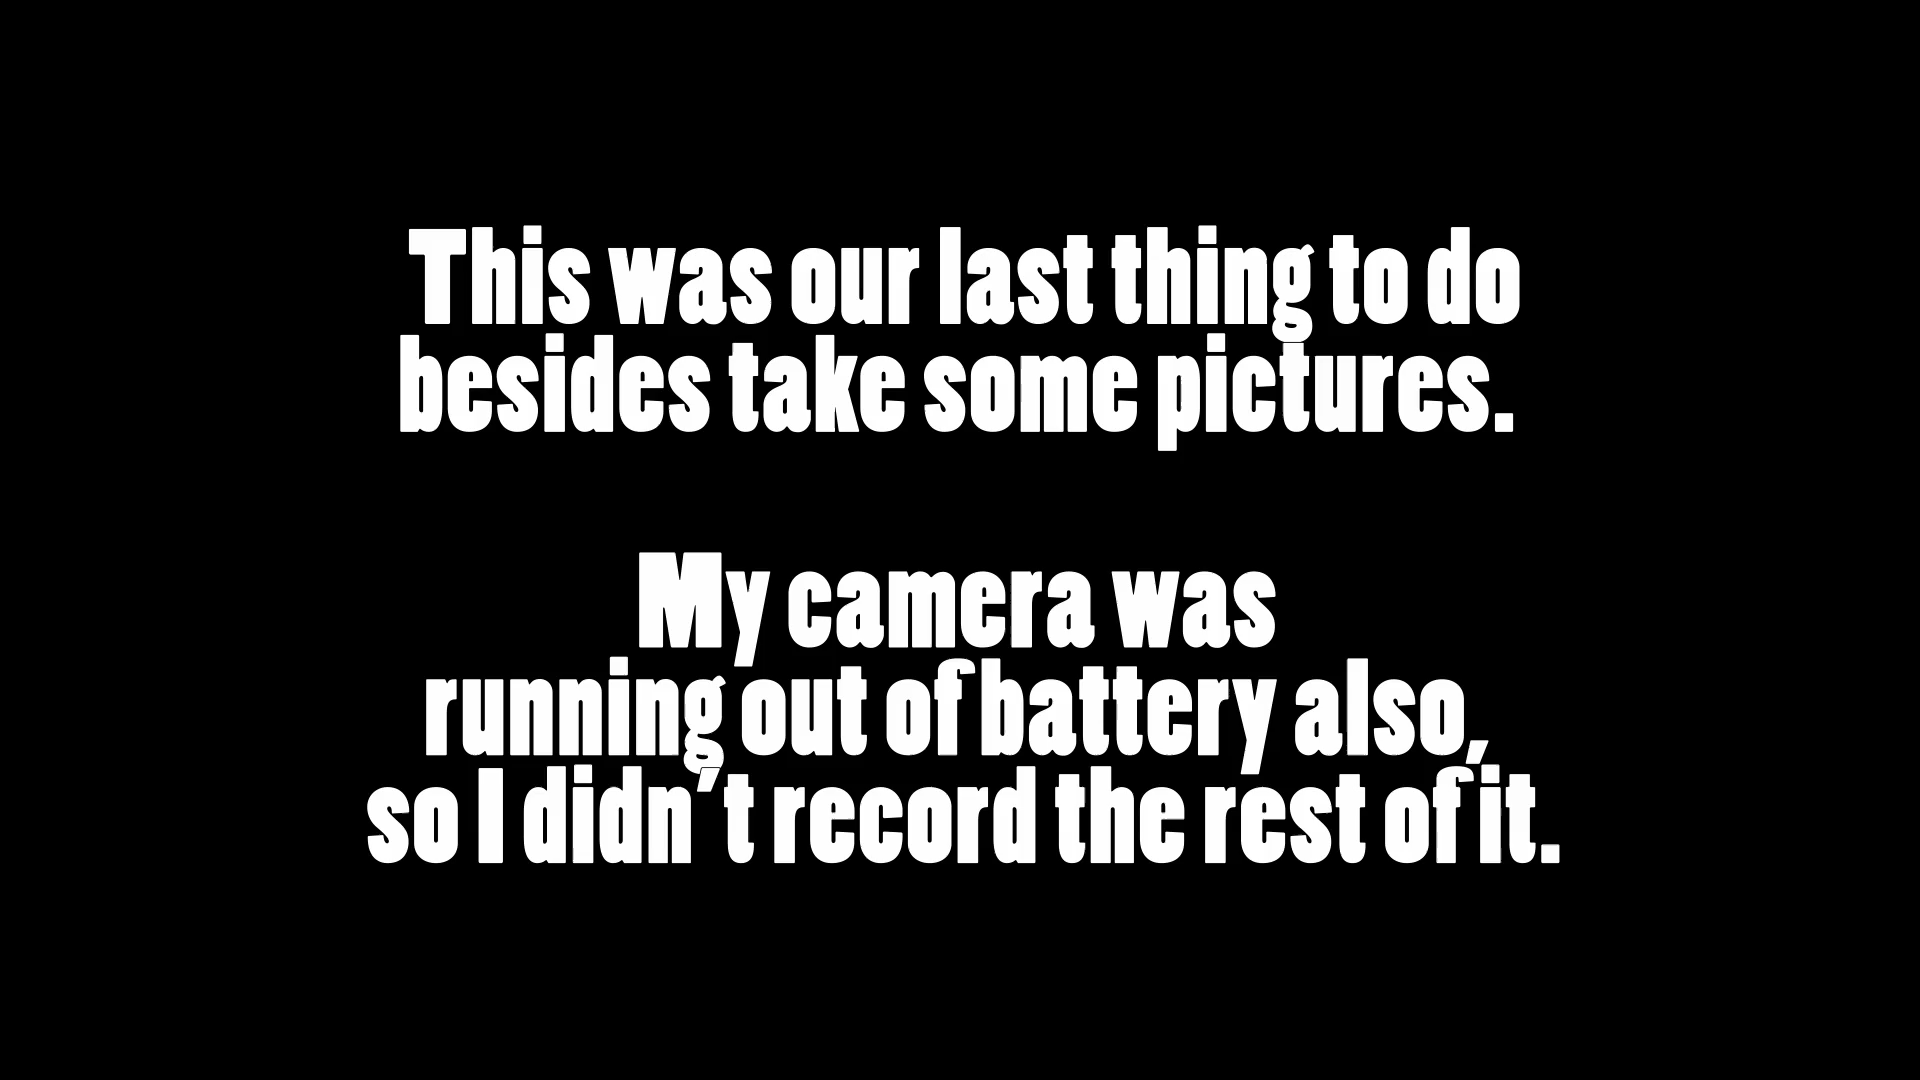 This was our last thing to do
besides take some pictures.
My camera was
running out of battery also,
so I didn't record the rest of it.